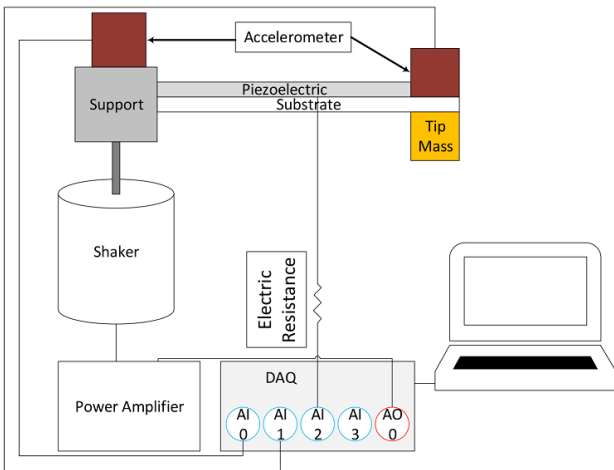 Accelerometer
Piezoelectric
Support
Substrate
Tip
Mass
Shaker
Electric
Resistance
DAQ
Power Amplifier
AI
0
AI
1
AI
2
AI
3
AO
0